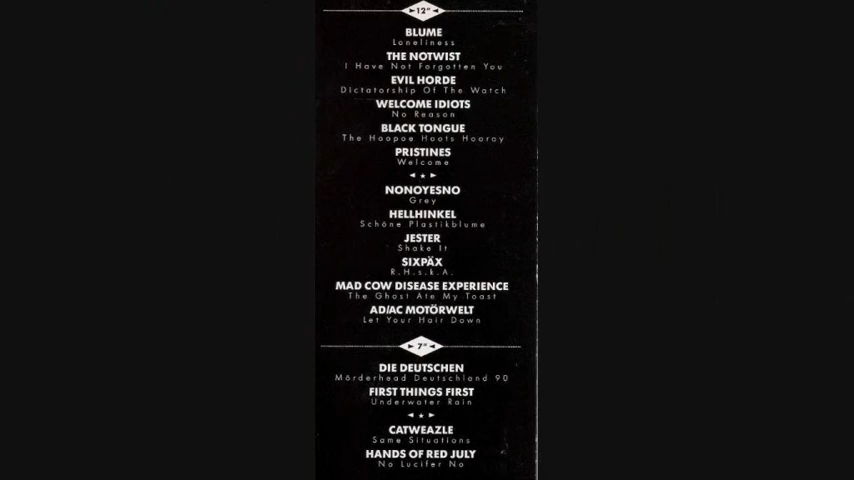 12"
BLUME
Loneliness
THE NOTWIST
I Have Not Forgotten You
EVIL HORDE
Dictatorship Of The Watch
WELCOME IDIOTS
No Reason
BLACK TONGUE
The Hoopoe Hoots Hooray
PRISTINES
Welcome
NONOYESNO
Grey
HELLHINKEL
Schöne Plastikblume
JESTER
Shake It
SIXPÄX
R.H.s.k.A.
MAD COW DISEASE EXPERIENCE
The Ghost Ate My Toast
AD/AC MOTÖRWELT
Let Your Hair Down
7"
DIE DEUTSCHEN
Mörderhead Deutschland 90
FIRST THINGS FIRST
Underwater Rain
CATWEAZLE
Same Situations
HANDS OF RED JULY
No Lucifer No